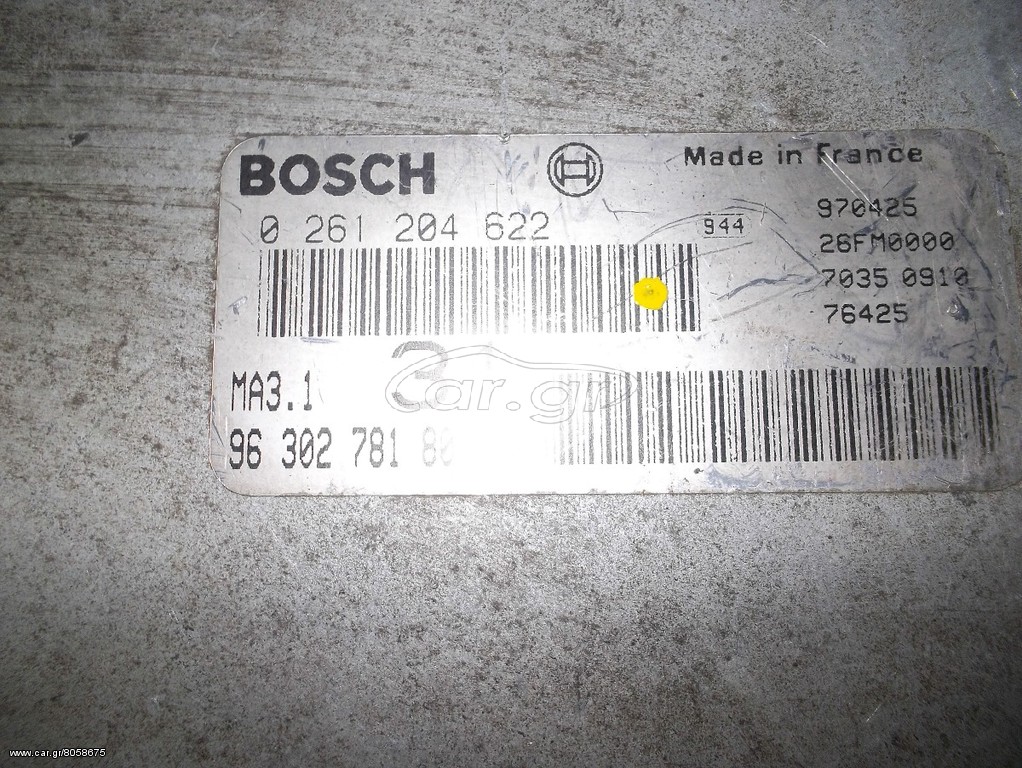 BOSCH
Made in France
0 261 204 622
944
970425
26FM0000
7035 0910
76425
MA3.1
3
car.gr
96 302 781 80
www.car.gr/8058675